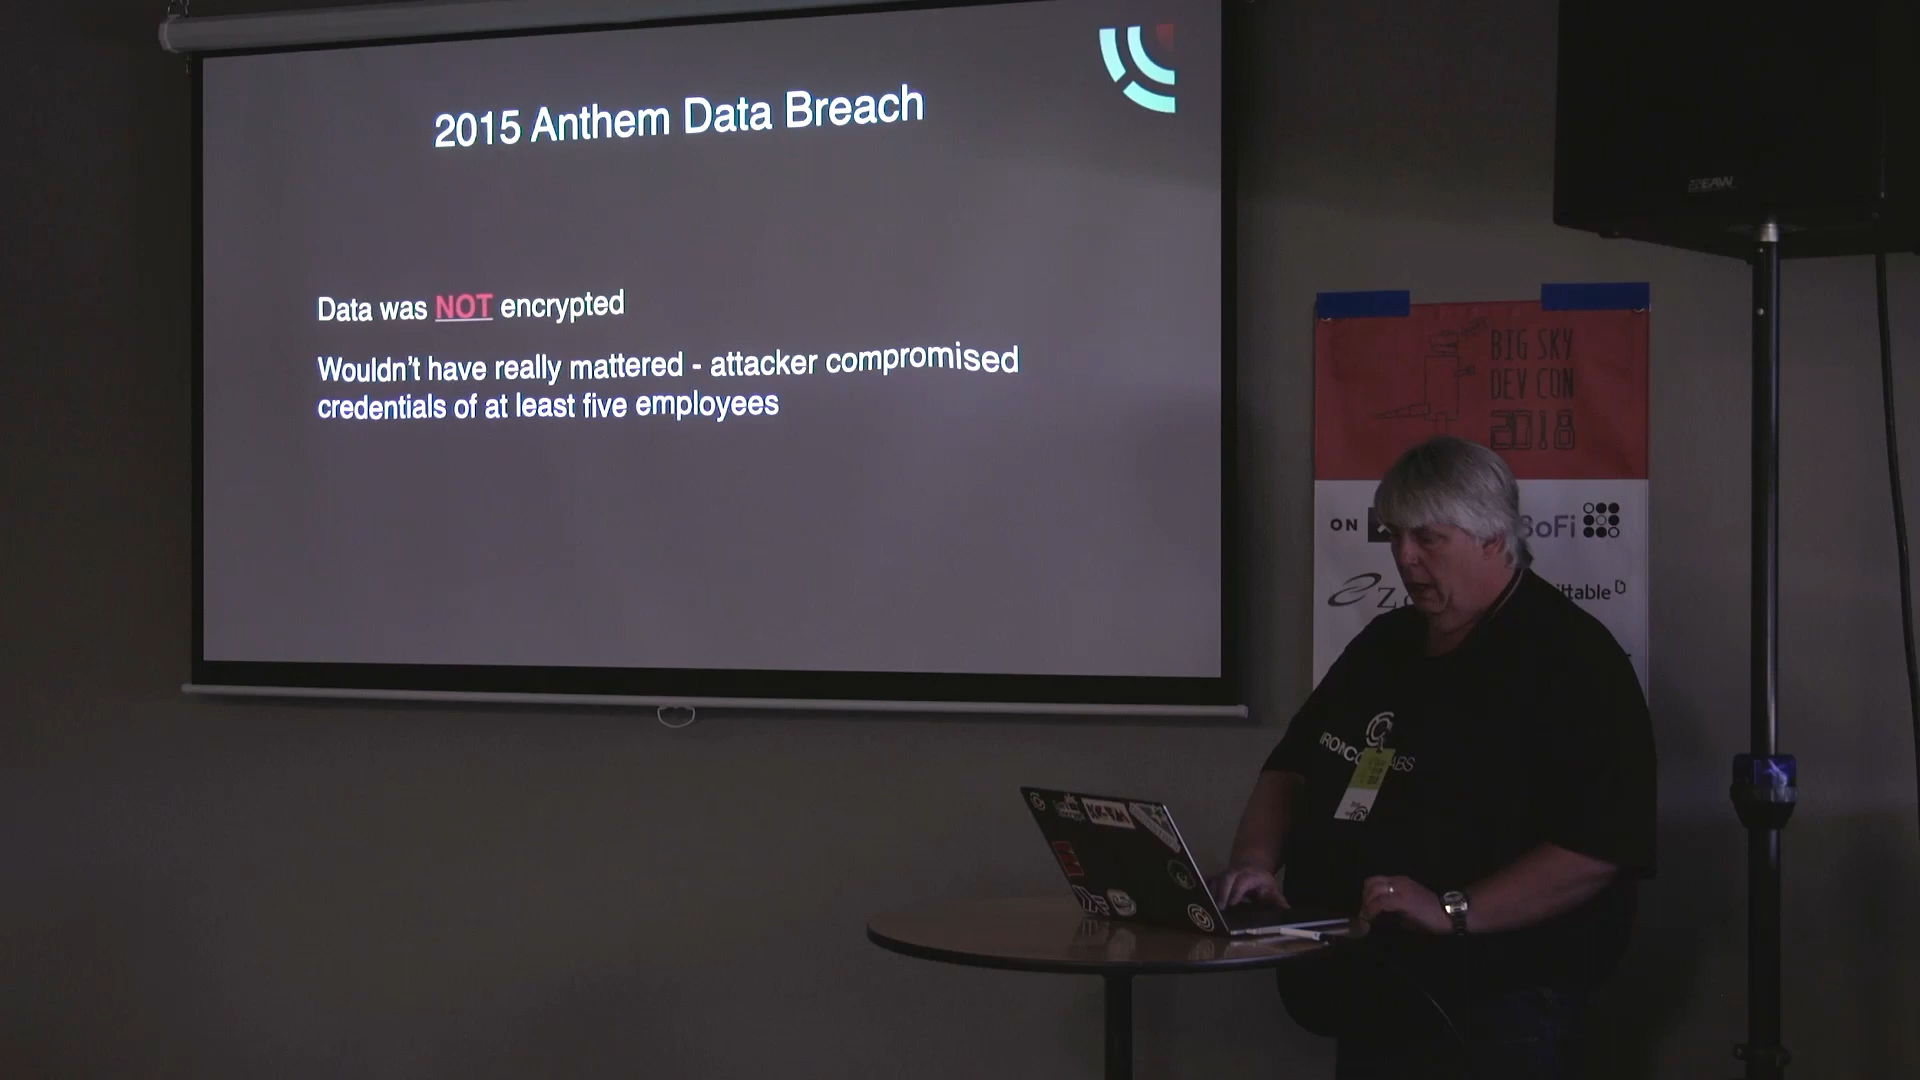 2015 Anthem Data Breach
Data was NOT encrypted
Wouldn't have really mattered - attacker compromised
credentials of at least five employees
EAW
BIG SKY
DEV CON
2018
ON
SoFi
ittable